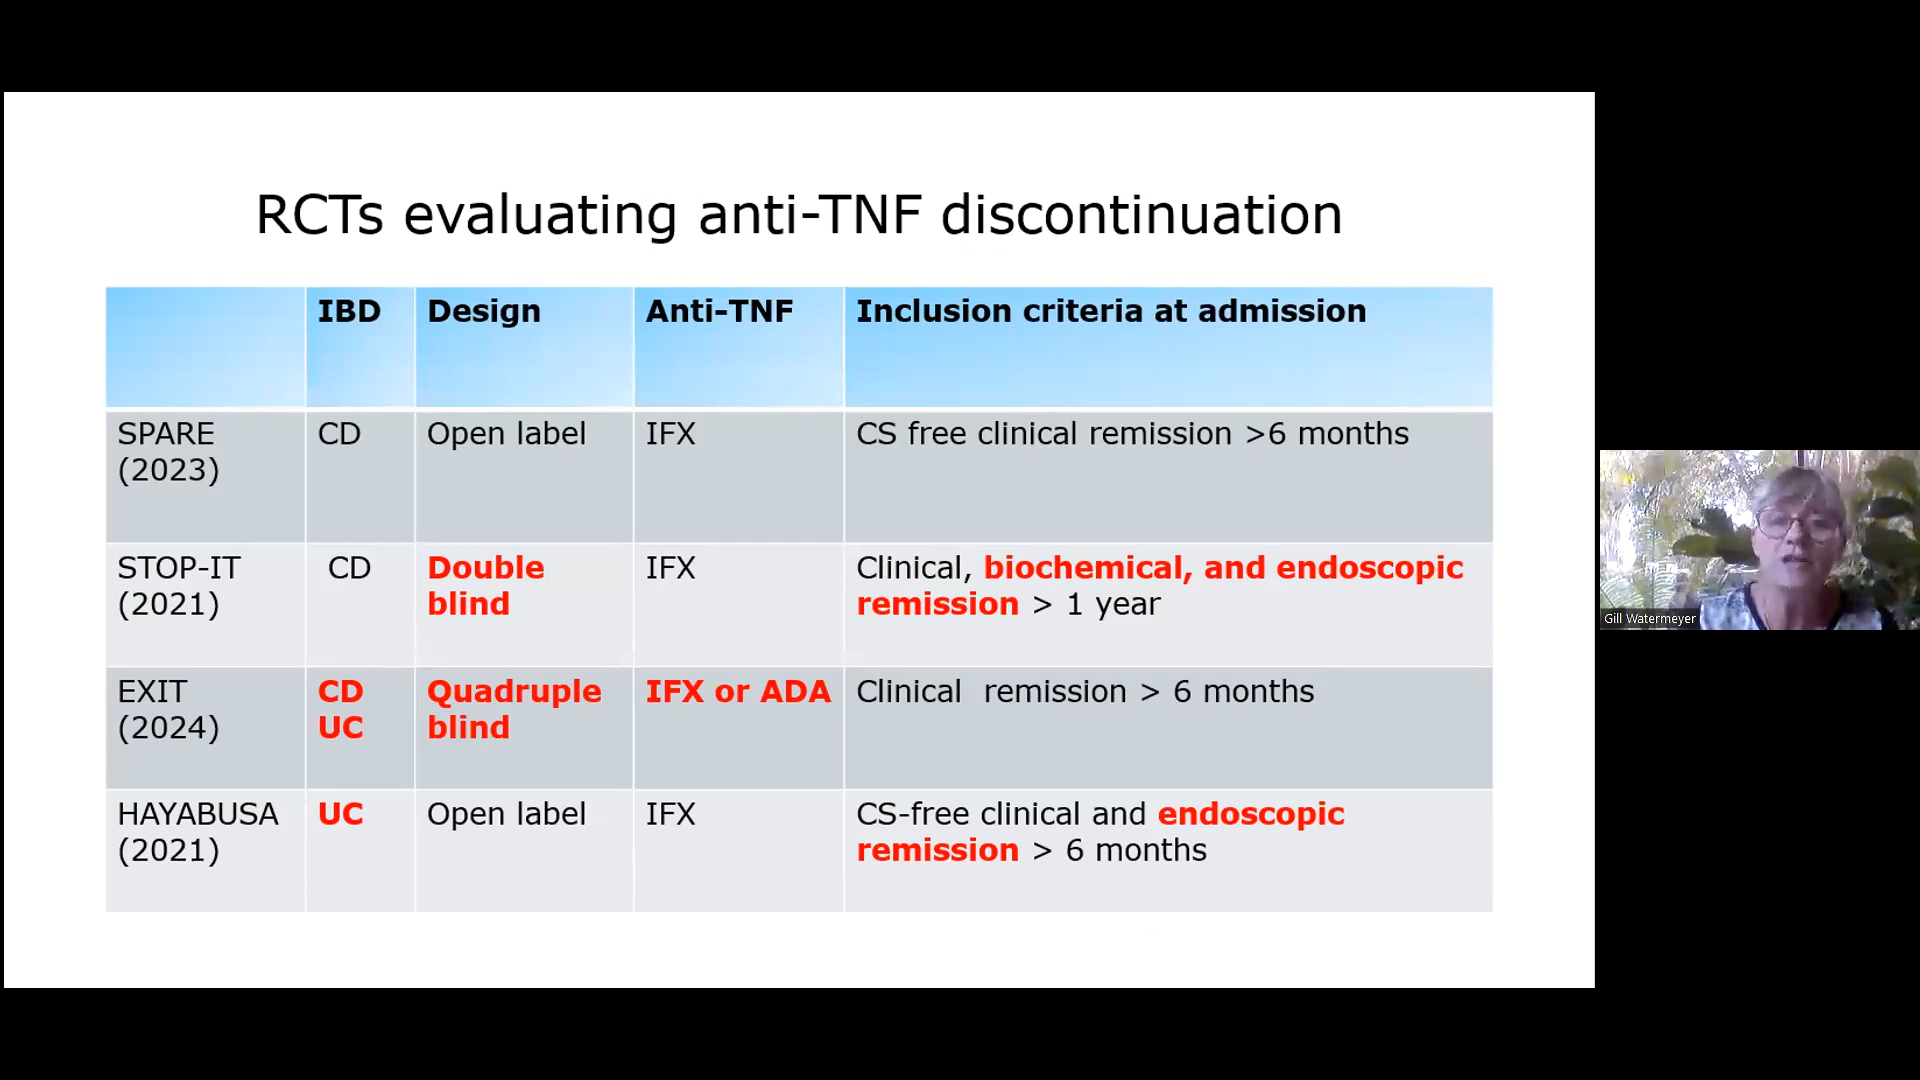 RCTs evaluating anti-TNF discontinuation
IBD Design Anti-TNF Inclusion criteria at admission
SPARE CD Open label IFX CS free clinical remission >6 months
(2023)
STOP-IT CD Double IFX Clinical, biochemical, and endoscopic
(2021) blind remission > 1 year
EXIT CD Quadruple IFX or ADA Clinical remission > 6 months
(2024) UC blind
HAYABUSA UC Open label IFX CS-free clinical and endoscopic
(2021) remission > 6 months
Gill Watermeyer